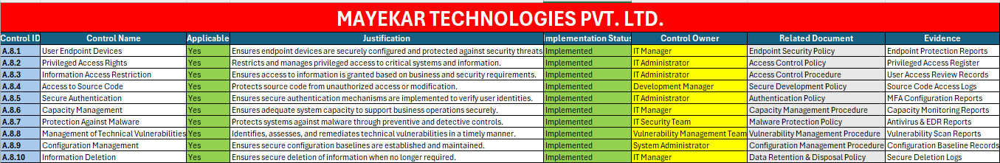 MAYEKAR TECHNOLOGIES PVT. LTD.
Control ID Control Name Applicable Justification Implementation Status Control Owner Related Document Evidence
A.8.1 User Endpoint Devices Yes Ensures endpoint devices are securely configured and protected against security threats Implemented IT Manager Endpoint Security Policy Endpoint Protection Reports
A.8.2 Privileged Access Rights Yes Restricts and manages privileged access to critical systems and information. Implemented IT Administrator Access Control Policy Privileged Access Register
A.8.3 Information Access Restriction Yes Ensures access to information is granted based on business and security requirements. Implemented IT Administrator Access Control Procedure User Access Review Records
A.8.4 Access to Source Code Yes Protects source code from unauthorized access or modification. Implemented Development Manager Secure Development Policy Source Code Access Logs
A.8.5 Secure Authentication Yes Ensures secure authentication mechanisms are implemented to verify user identities. Implemented IT Administrator Authentication Policy MFA Configuration Reports
A.8.6 Capacity Management Yes Ensures adequate system capacity to support business operations securely. Implemented IT Manager Capacity Management Procedure Capacity Monitoring Reports
A.8.7 Protection Against Malware Yes Protects systems against malware through preventive and detective controls. Implemented IT Security Team Malware Protection Policy Antivirus & EDR Reports
A.8.8 Management of Technical Vulnerabilities Yes Identifies, assesses, and remediates technical vulnerabilities in a timely manner. Implemented Vulnerability Management Team Vulnerability Management Procedure Vulnerability Scan Reports
A.8.9 Configuration Management Yes Ensures secure configuration baselines are established and maintained. Implemented System Administrator Configuration Management Procedure Configuration Baseline Records
A.8.10 Information Deletion Yes Ensures secure deletion of information when no longer required. Implemented IT Manager Data Retention & Disposal Policy Secure Deletion Logs